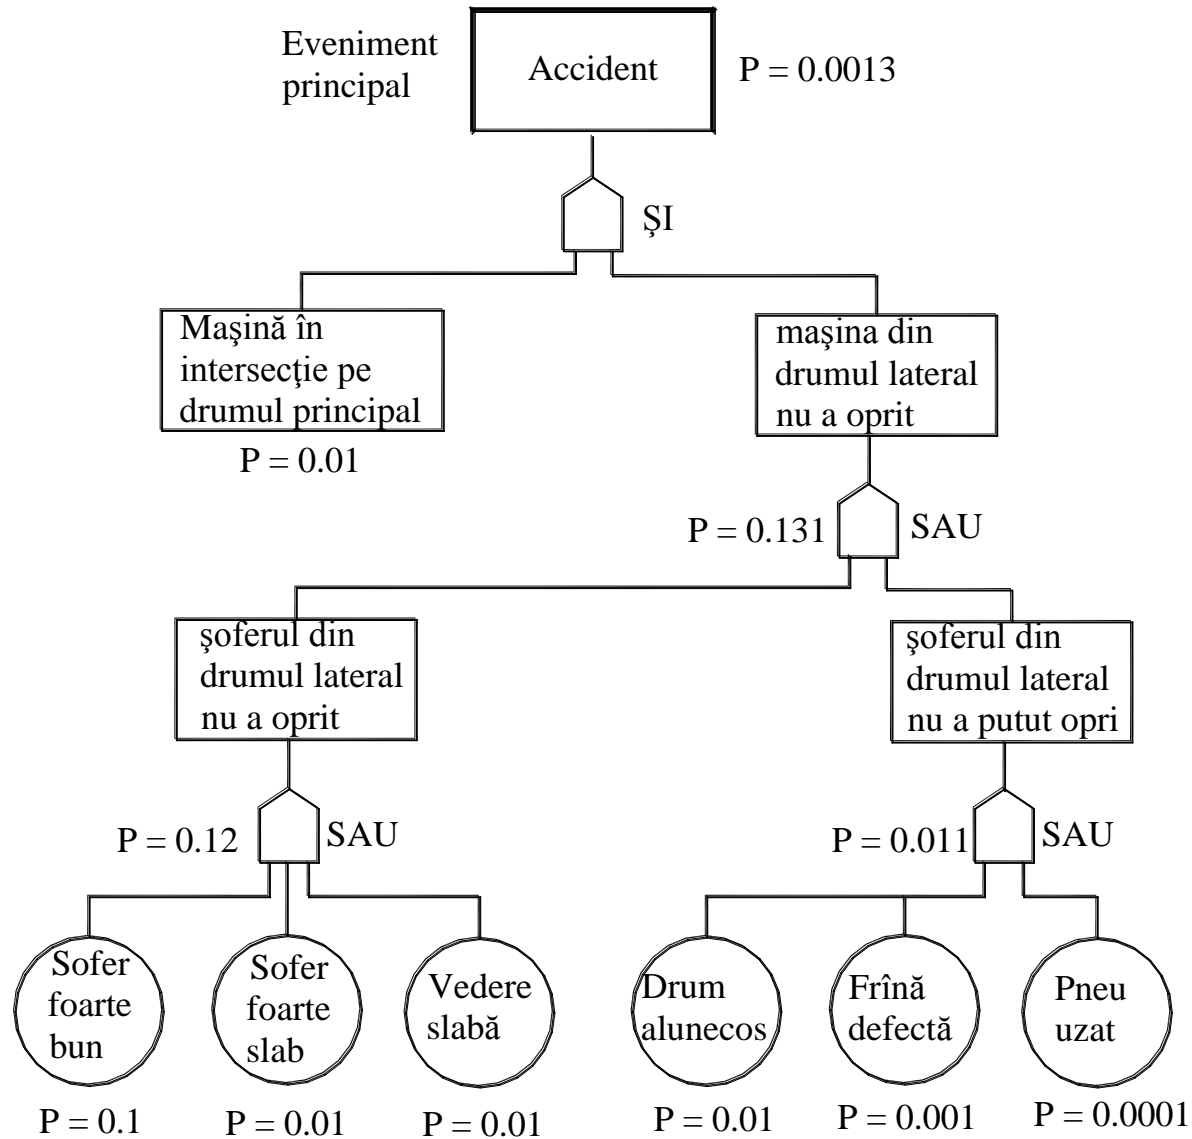 Eveniment
principal
Accident
P = 0.0013
ŞI
Maşină în
intersecţie pe
drumul principal
P = 0.01
maşina din
drumul lateral
nu a oprit
P = 0.131
SAU
şoferul din
drumul lateral
nu a oprit
şoferul din
drumul lateral
nu a putut opri
P = 0.12
SAU
P = 0.011
SAU
Sofer
foarte
bun
Sofer
foarte
slab
Vedere
slabă
Drum
alunecos
Frînă
defectă
Pneu
uzat
P = 0.1
P = 0.01
P = 0.01
P = 0.01
P = 0.001
P = 0.0001